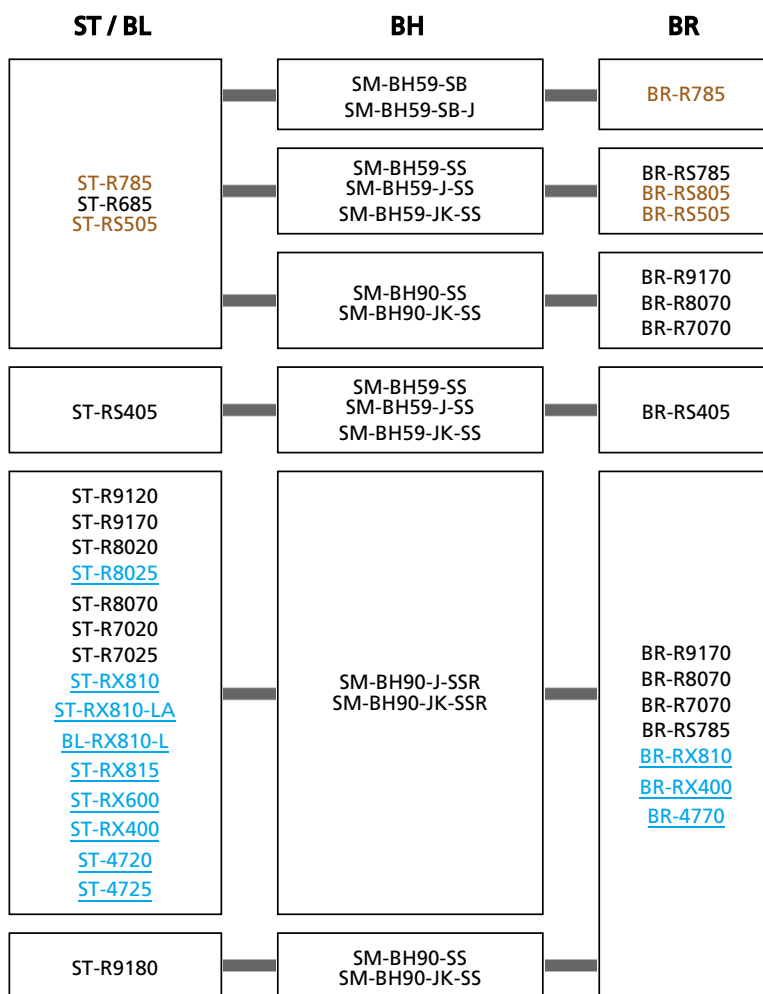 ST / BL
BH
BR
ST-R785
ST-R685
ST-RS505
SM-BH59-SB
SM-BH59-SB-J
BR-R785
SM-BH59-SS
SM-BH59-J-SS
SM-BH59-JK-SS
BR-RS785
BR-RS805
BR-RS505
SM-BH90-SS
SM-BH90-JK-SS
BR-R9170
BR-R8070
BR-R7070
ST-RS405
SM-BH59-SS
SM-BH59-J-SS
SM-BH59-JK-SS
BR-RS405
ST-R9120
ST-R9170
ST-R8020
ST-R8025
ST-R8070
ST-R7020
ST-R7025
ST-RX810
ST-RX810-LA
BL-RX810-L
ST-RX815
ST-RX600
ST-RX400
ST-4720
ST-4725
SM-BH90-J-SSR
SM-BH90-JK-SSR
BR-R9170
BR-R8070
BR-R7070
BR-RS785
BR-RX810
BR-RX400
BR-4770
ST-R9180
SM-BH90-SS
SM-BH90-JK-SS